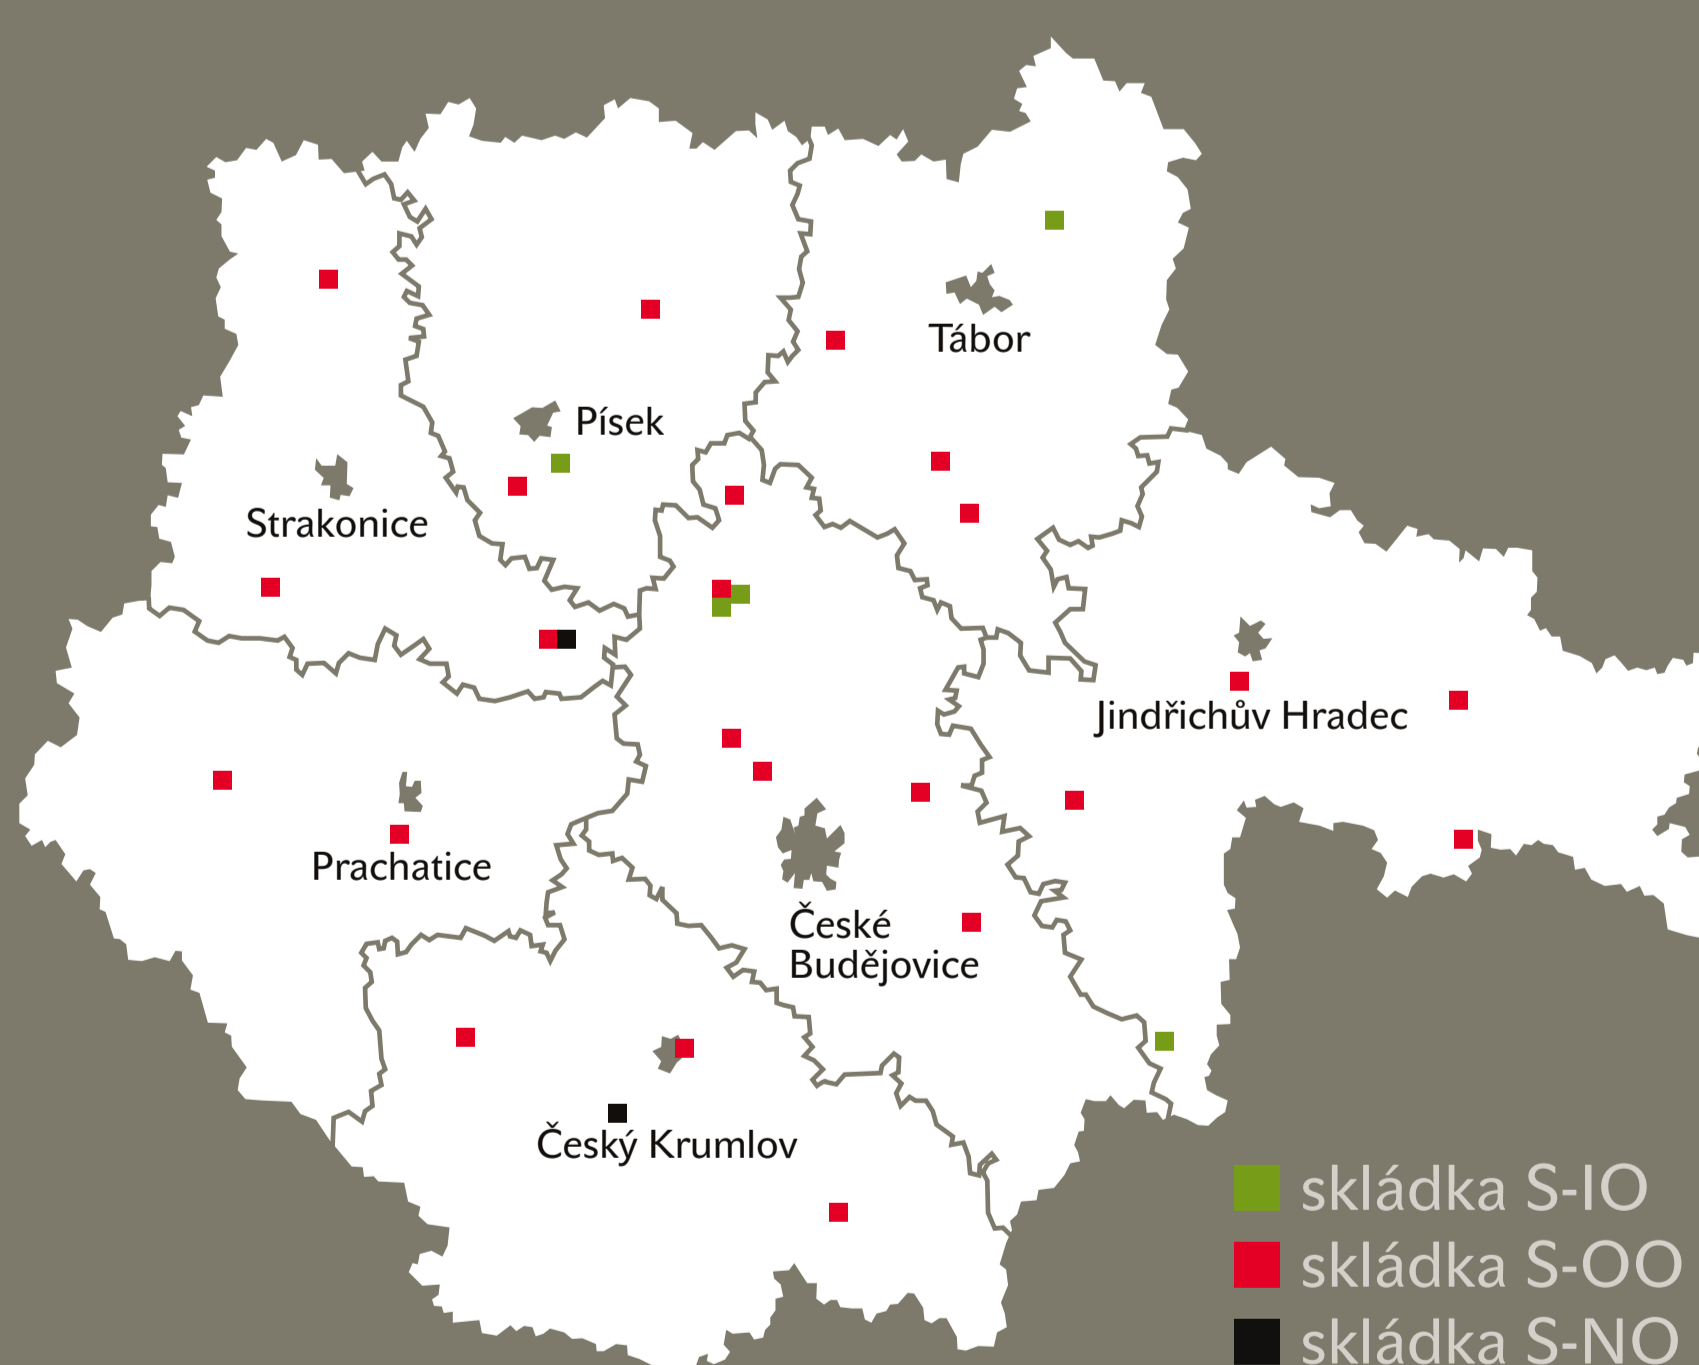 Tábor
Písek
Strakonice
Jindřichův Hradec
Prachatice
České
Budějovice
Český Krumlov
skládka S-IO
skládka S-OO
skládka S-NO